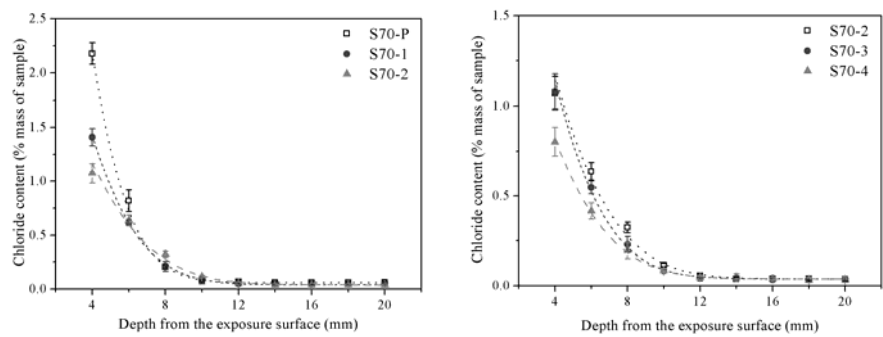 2.5
2.0
1.5
1.0
0.5
0.0
4 8 12 16 20
Chloride content (% mass of sample)
Depth from the exposure surface (mm)
S70-P
S70-1
S70-2
1.5
1.0
0.5
0.0
4 8 12 16 20
Chloride content (% mass of sample)
Depth from the exposure surface (mm)
S70-2
S70-3
S70-4